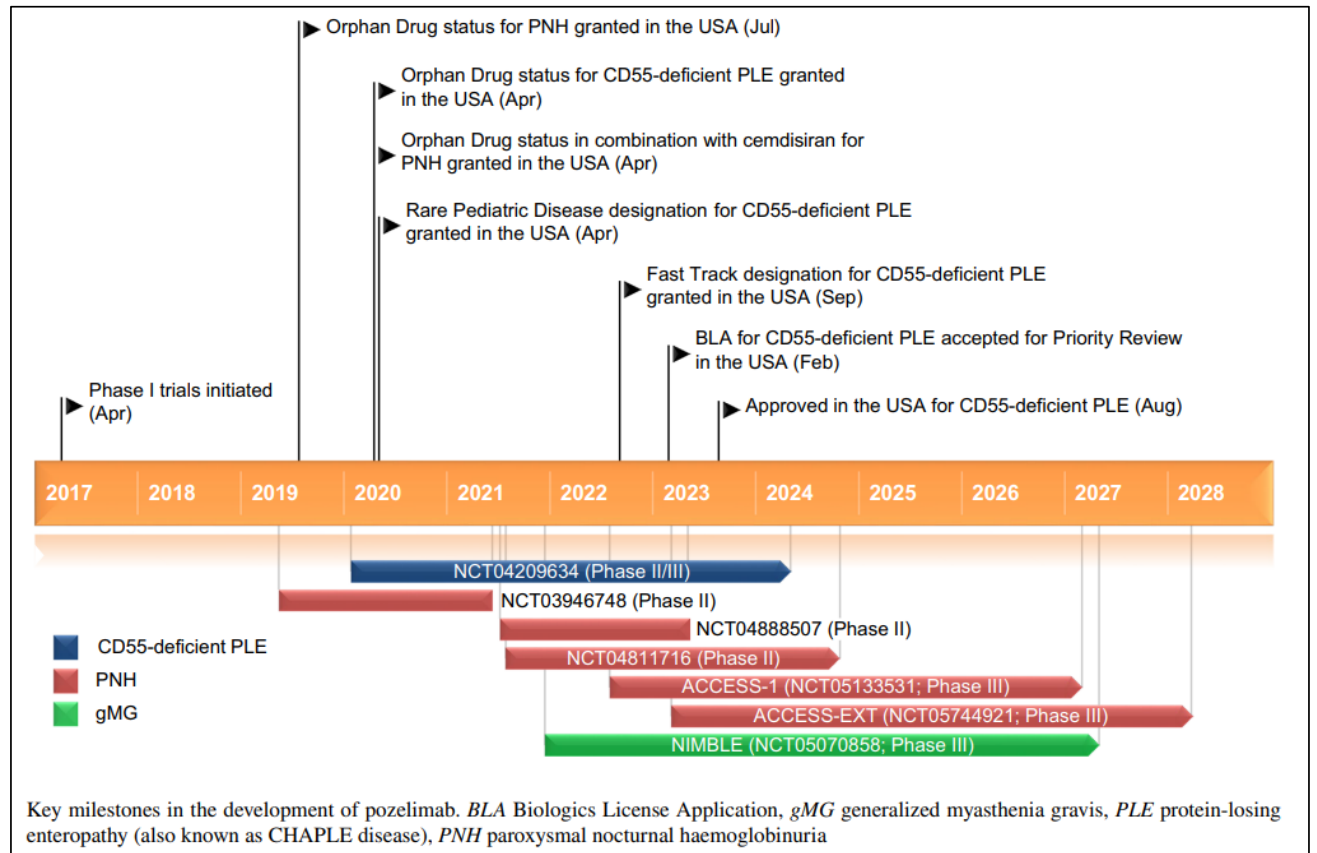 Orphan Drug status for PNH granted in the USA (Jul)
Orphan Drug status for CD55-deficient PLE granted
in the USA (Apr)
Orphan Drug status in combination with cemdisiran for
PNH granted in the USA (Apr)
Rare Pediatric Disease designation for CD55-deficient PLE
granted in the USA (Apr)
Fast Track designation for CD55-deficient PLE
granted in the USA (Sep)
BLA for CD55-deficient PLE accepted for Priority Review
in the USA (Feb)
Phase I trials initiated
(Apr)
Approved in the USA for CD55-deficient PLE (Aug)
2017 2018 2019 2020 2021 2022 2023 2024 2025 2026 2027 2028
NCT04209634 (Phase II/III)
NCT03946748 (Phase II)
NCT04888507 (Phase II)
NCT04811716 (Phase II)
ACCESS-1 (NCT05133531; Phase III)
ACCESS-EXT (NCT05744921; Phase III)
NIMBLE (NCT05070858; Phase III)
CD55-deficient PLE
PNH
gMG
Key milestones in the development of pozelimab. BLA Biologics License Application, gMG generalized myasthenia gravis, PLE protein-losing
enteropathy (also known as CHAPLE disease), PNH paroxysmal nocturnal haemoglobinuria